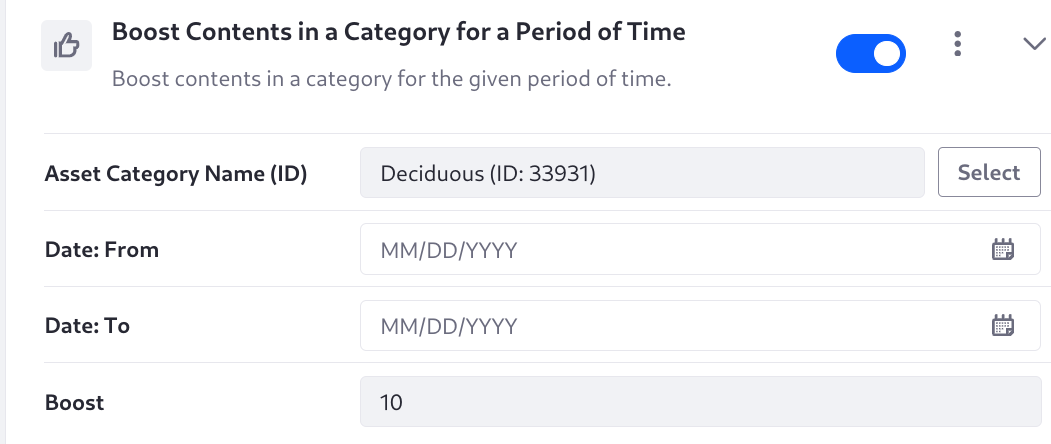 Boost Contents in a Category for a Period of Time
Boost contents in a category for the given period of time.
Asset Category Name (ID)
Deciduous (ID: 33931)
Select
Date: From
MM/DD/YYYY
Date: To
MM/DD/YYYY
Boost
10